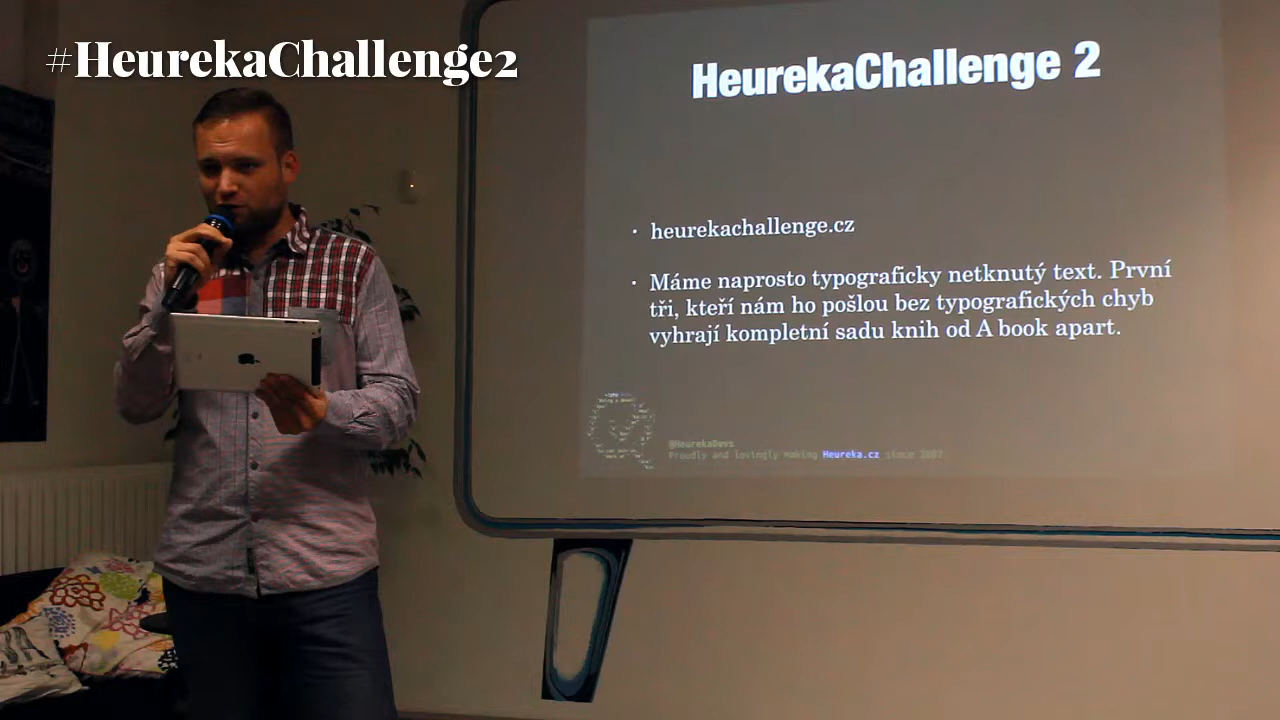 #HeurekaChallenge2
HeurekaChallenge 2
· heurekachallenge.cz
· Máme naprosto typograficky netknutý text. První
tři, kteří nám ho pošlou bez typografických chyb
vyhrají kompletní sadu knih od A book apart.
@HeurekaDevs
Proudly and lovingly making Heureka.cz since 2007